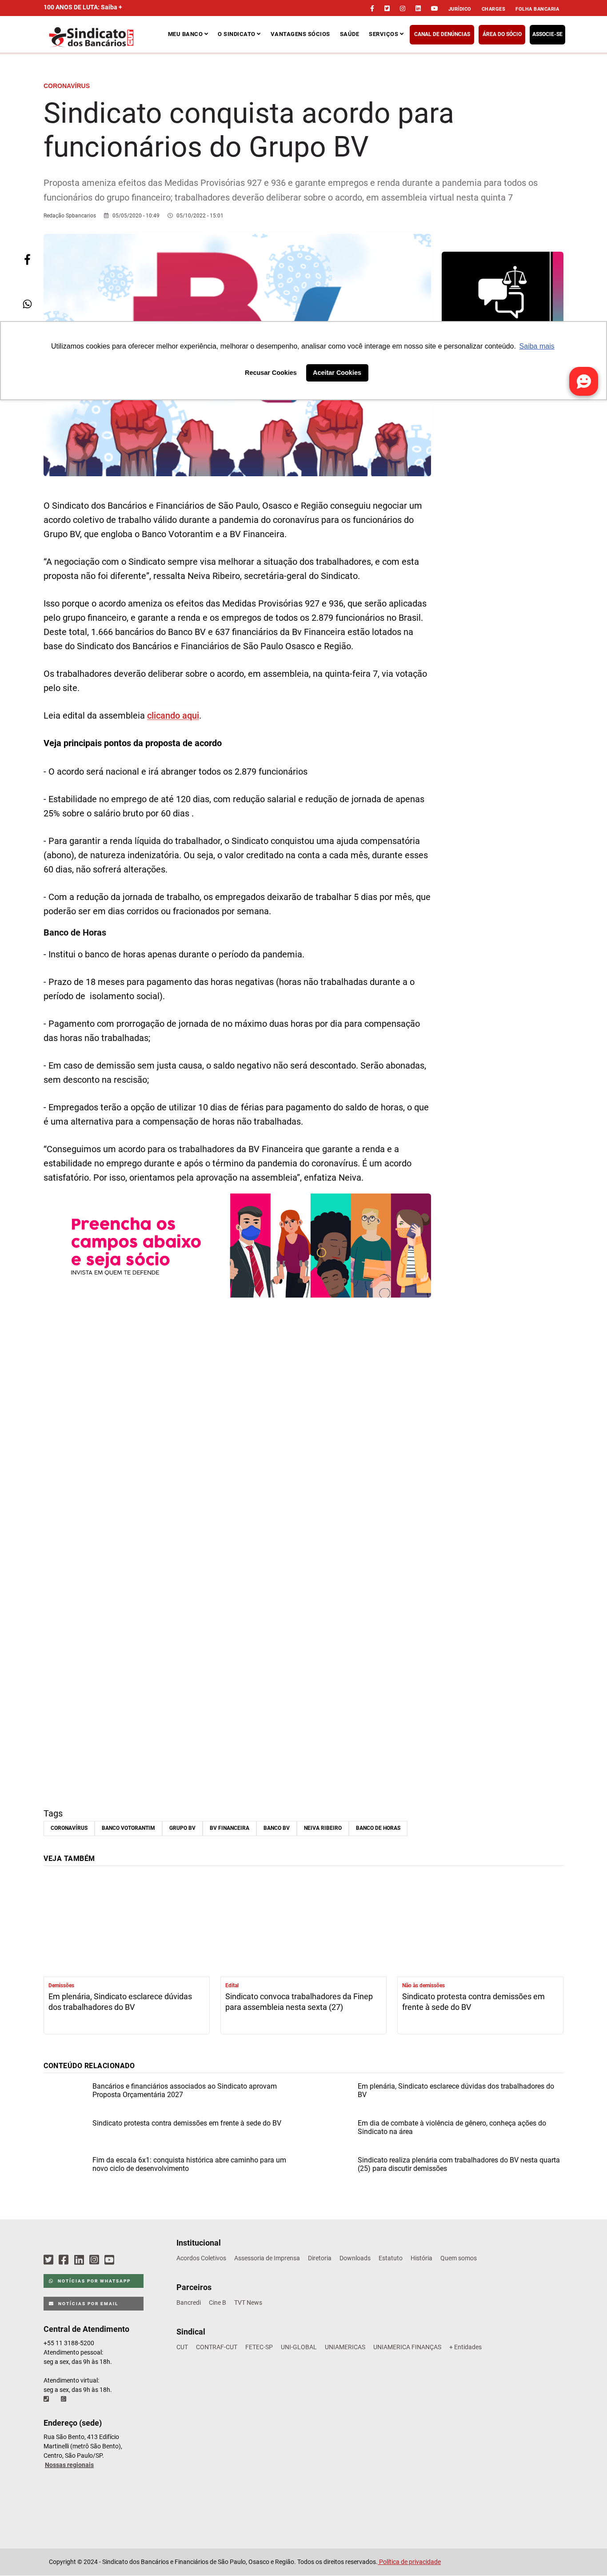 100 ANOS DE LUTA: Saiba +
JURÍDICO CHARGES FOLHA BANCARIA
Sindicato dos Bancários
MEU BANCO O SINDICATO VANTAGENS SÓCIOS SAÚDE SERVIÇOS CANAL DE DENÚNCIAS ÁREA DO SÓCIO ASSOCIE-SE
CORONAVÍRUS
Sindicato conquista acordo para
funcionários do Grupo BV
Proposta ameniza efeitos das Medidas Provisórias 927 e 936 e garante empregos e renda durante a pandemia para todos os
funcionários do grupo financeiro; trabalhadores deverão deliberar sobre o acordo, em assembleia virtual nesta quinta 7
Redação Spbancarios 05/05/2020 - 10:49 05/10/2022 - 15:01
Utilizamos cookies para oferecer melhor experiência, melhorar o desempenho, analisar como você interage em nosso site e personalizar conteúdo. Saiba mais
Recusar Cookies Aceitar Cookies
O Sindicato dos Bancários e Financiários de São Paulo, Osasco e Região conseguiu negociar um
acordo coletivo de trabalho válido durante a pandemia do coronavírus para os funcionários do
Grupo BV, que engloba o Banco Votorantim e a BV Financeira.
“A negociação com o Sindicato sempre visa melhorar a situação dos trabalhadores, e com esta
proposta não foi diferente”, ressalta Neiva Ribeiro, secretária-geral do Sindicato.
Isso porque o acordo ameniza os efeitos das Medidas Provisórias 927 e 936, que serão aplicadas
pelo grupo financeiro, e garante a renda e os empregos de todos os 2.879 funcionários no Brasil.
Deste total, 1.666 bancários do Banco BV e 637 financiários da Bv Financeira estão lotados na
base do Sindicato dos Bancários e Financiários de São Paulo Osasco e Região.
Os trabalhadores deverão deliberar sobre o acordo, em assembleia, na quinta-feira 7, via votação
pelo site.
Leia edital da assembleia clicando aqui.
Veja principais pontos da proposta de acordo
- O acordo será nacional e irá abranger todos os 2.879 funcionários
- Estabilidade no emprego de até 120 dias, com redução salarial e redução de jornada de apenas
25% sobre o salário bruto por 60 dias .
- Para garantir a renda líquida do trabalhador, o Sindicato conquistou uma ajuda compensatória
(abono), de natureza indenizatória. Ou seja, o valor creditado na conta a cada mês, durante esses
60 dias, não sofrerá alterações.
- Com a redução da jornada de trabalho, os empregados deixarão de trabalhar 5 dias por mês, que
poderão ser em dias corridos ou fracionados por semana.
Banco de Horas
- Institui o banco de horas apenas durante o período da pandemia.
- Prazo de 18 meses para pagamento das horas negativas (horas não trabalhadas durante a o
período de isolamento social).
- Pagamento com prorrogação de jornada de no máximo duas horas por dia para compensação
das horas não trabalhadas;
- Em caso de demissão sem justa causa, o saldo negativo não será descontado. Serão abonadas,
sem desconto na rescisão;
- Empregados terão a opção de utilizar 10 dias de férias para pagamento do saldo de horas, o que
é uma alternativa para a compensação de horas não trabalhadas.
“Conseguimos um acordo para os trabalhadores da BV Financeira que garante a renda e a
estabilidade no emprego durante e após o término da pandemia do coronavírus. É um acordo
satisfatório. Por isso, orientamos pela aprovação na assembleia”, enfatiza Neiva.
Preencha os
campos abaixo
e seja sócio
INVISTA EM QUEM TE DEFENDE
Tags
CORONAVÍRUS BANCO VOTORANTIM GRUPO BV BV FINANCEIRA BANCO BV NEIVA RIBEIRO BANCO DE HORAS
VEJA TAMBÉM
Demissões
Em plenária, Sindicato esclarece dúvidas
dos trabalhadores do BV
Edital
Sindicato convoca trabalhadores da Finep
para assembleia nesta sexta (27)
Não às demissões
Sindicato protesta contra demissões em
frente à sede do BV
CONTEÚDO RELACIONADO
Bancários e financiários associados ao Sindicato aprovam
Proposta Orçamentária 2027
Em plenária, Sindicato esclarece dúvidas dos trabalhadores do
BV
Sindicato protesta contra demissões em frente à sede do BV
Em dia de combate à violência de gênero, conheça ações do
Sindicato na área
Fim da escala 6x1: conquista histórica abre caminho para um
novo ciclo de desenvolvimento
Sindicato realiza plenária com trabalhadores do BV nesta quarta
(25) para discutir demissões
NOTÍCIAS POR WHATSAPP
NOTÍCIAS POR EMAIL
Central de Atendimento
+55 11 3188-5200
Atendimento pessoal:
seg a sex, das 9h às 18h.
Atendimento virtual:
seg a sex, das 9h às 18h.
Endereço (sede)
Rua São Bento, 413 Edifício
Martinelli (metrô São Bento),
Centro, São Paulo/SP.
Nossas regionais
Institucional
Acordos Coletivos Assessoria de Imprensa Diretoria Downloads Estatuto História Quem somos
Parceiros
Bancredi Cine B TVT News
Sindical
CUT CONTRAF-CUT FETEC-SP UNI-GLOBAL UNIAMERICAS UNIAMERICA FINANÇAS + Entidades
Copyright © 2024 - Sindicato dos Bancários e Financiários de São Paulo, Osasco e Região. Todos os direitos reservados. Política de privacidade